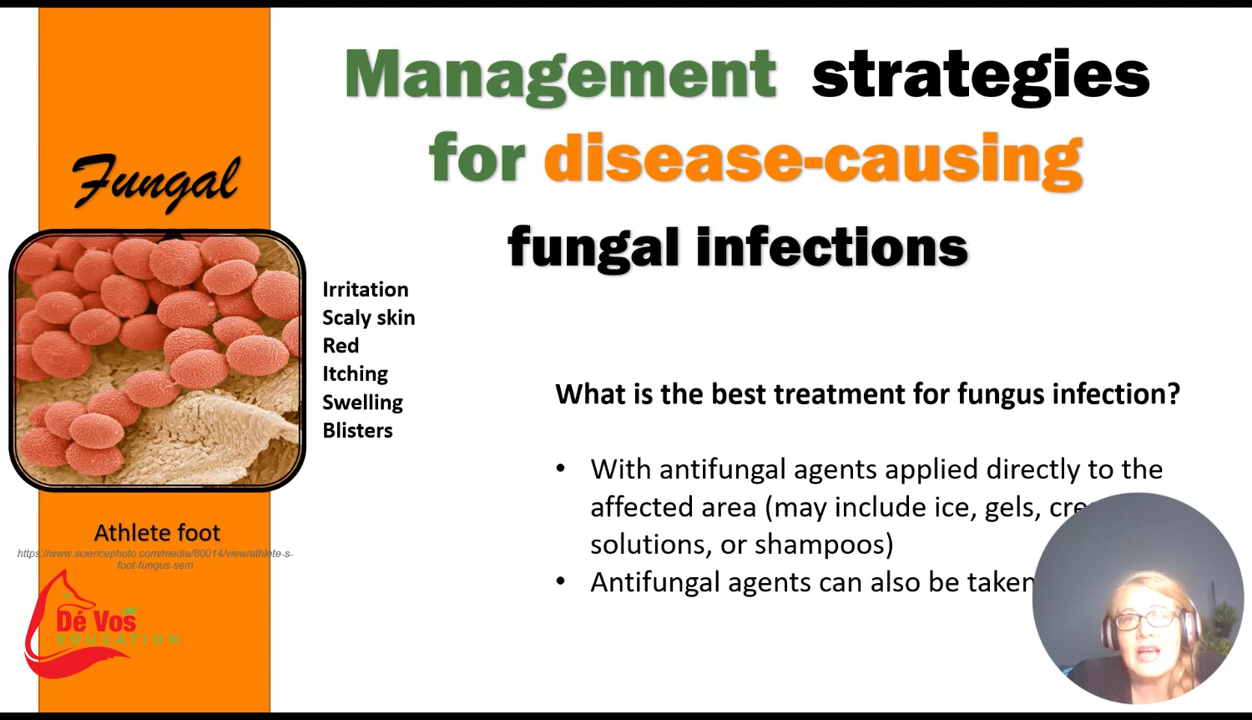 Management strategies
for disease-causing
fungal infections
Fungal
Irritation
Scaly skin
Red
Itching
Swelling
Blisters
Athlete foot
https://www.sciencephoto.com/media/80014/view/athlete-s-
foot-fungus-sem
Dé Vos
EDUCATION
What is the best treatment for fungus infection?
• With antifungal agents applied directly to the
affected area (may include ice, gels,
solutions, or shampoos)
• Antifungal agents can also be taken